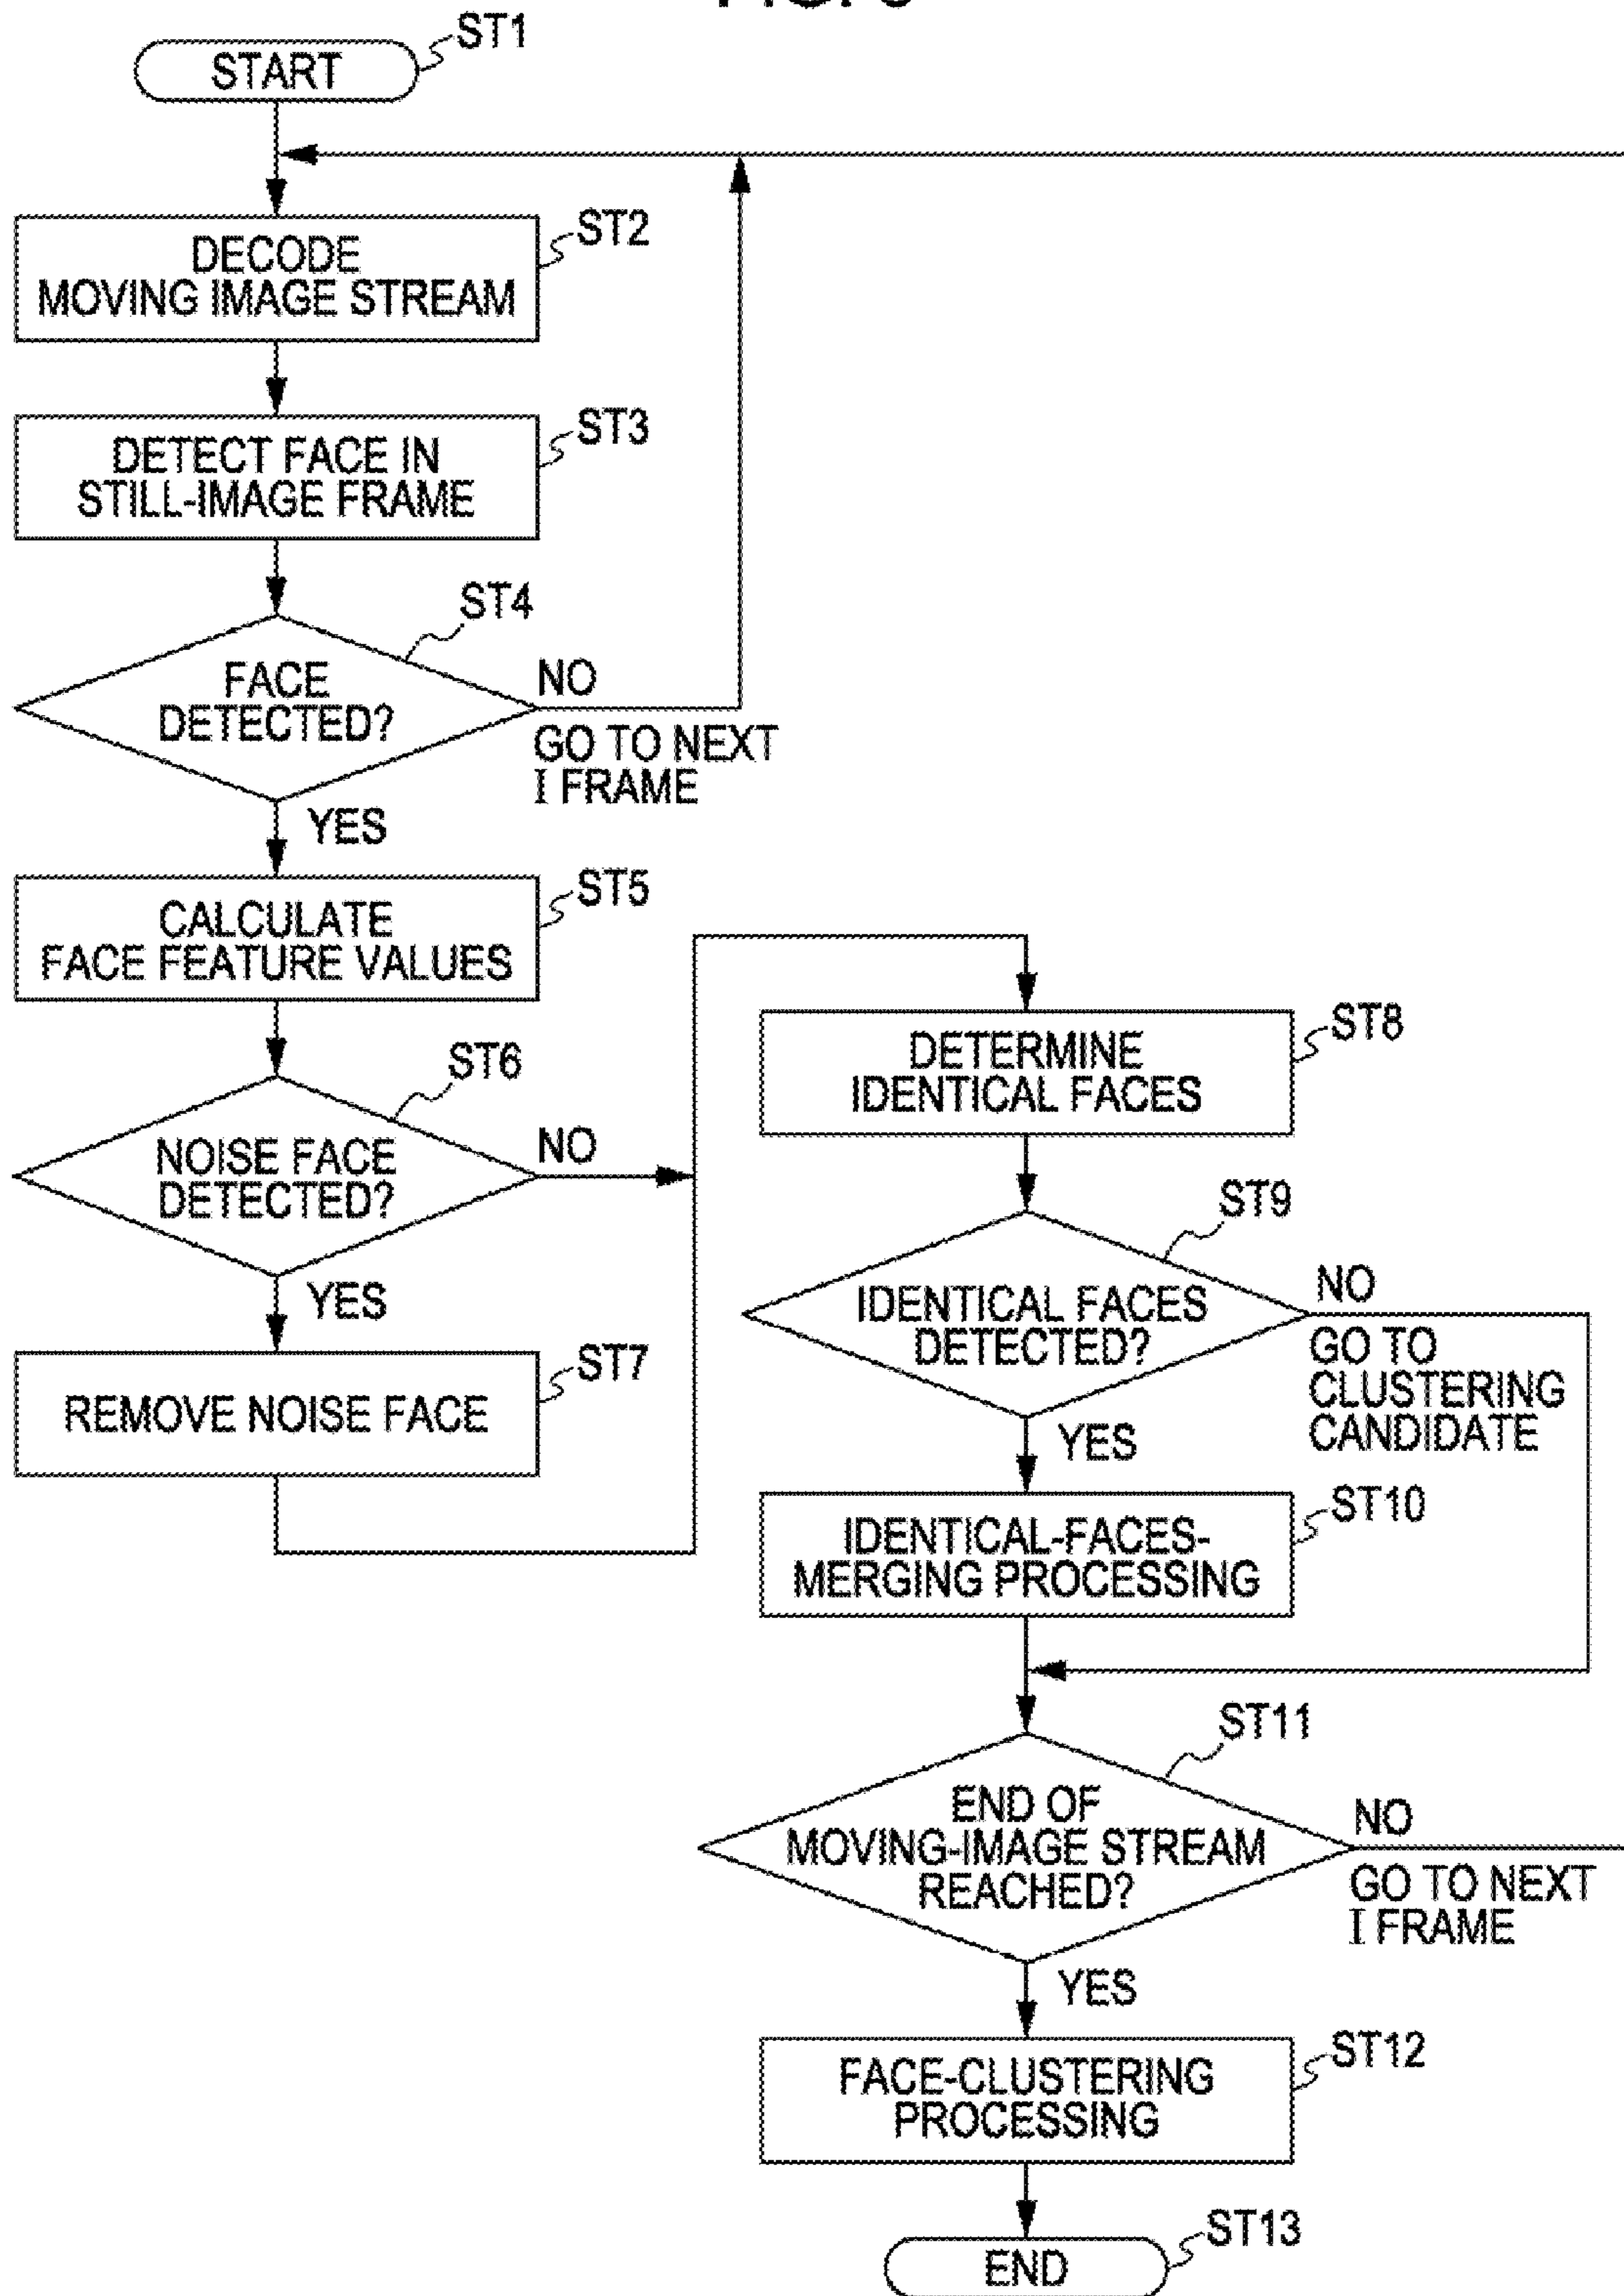 START
ST1
DECODE
MOVING IMAGE STREAM
ST2
DETECT FACE IN
STILL-IMAGE FRAME
ST3
FACE
DETECTED?
ST4
NO
GO TO NEXT
I FRAME
YES
CALCULATE
FACE FEATURE VALUES
ST5
NOISE FACE
DETECTED?
ST6
NO
YES
REMOVE NOISE FACE
ST7
DETERMINE
IDENTICAL FACES
ST8
IDENTICAL FACES
DETECTED?
ST9
NO
GO TO
CLUSTERING
CANDIDATE
YES
IDENTICAL-FACES-
MERGING PROCESSING
ST10
END OF
MOVING-IMAGE STREAM
REACHED?
ST11
NO
GO TO NEXT
I FRAME
YES
FACE-CLUSTERING
PROCESSING
ST12
END
ST13